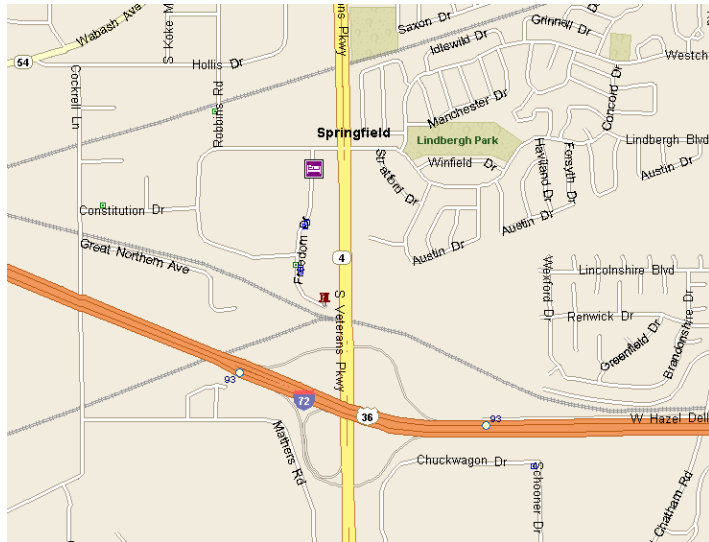 Wabash Ave
54
S Koke M
Hollis Dr
Cockrell Ln
Robbins Rd
ns Pkwy
Saxon Dr
Grinnell Dr
Idlewild Dr
Westch
Concord Dr
Manchester Dr
Springfield
Lindbergh Park
Lindbergh Blvd
Winfield Dr
Stratford Dr
Haviland Dr
Forsyth Dr
Austin Dr
Austin Dr
Austin Dr
Constitution Dr
Freedom Dr
Great Northern Ave
4
S Veterans Pkwy
Wexford Dr
Lincolnshire Blvd
Renwick Dr
Greenfield Dr
Brandonshire Dr
93
72
36
93
W Hazel Dell
Mathers Rd
Chuckwagon Dr
Schooner Dr
Chatham Rd